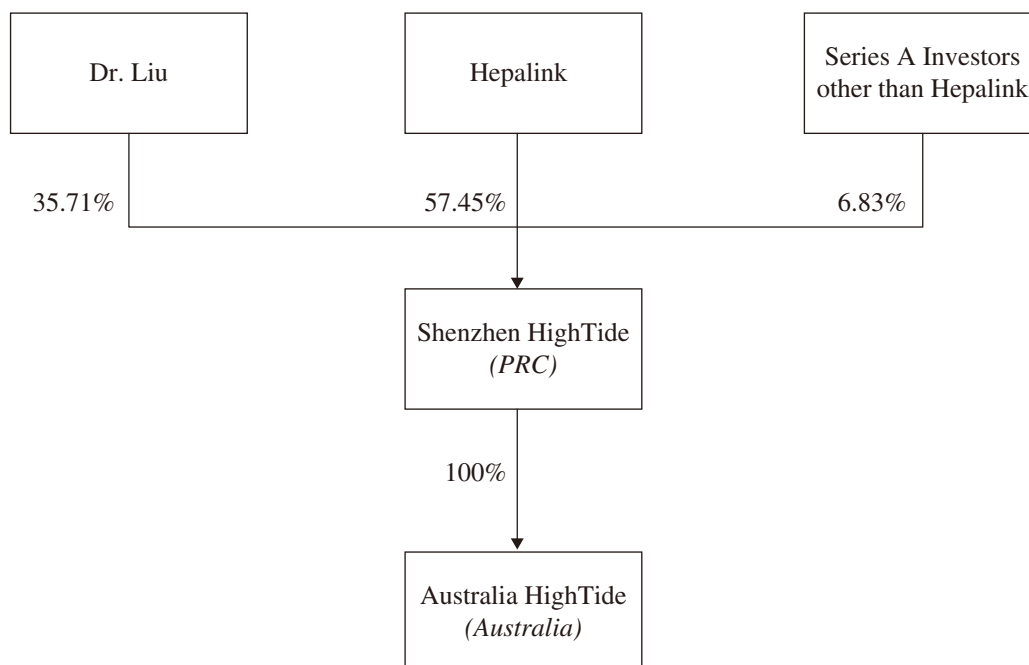 Dr. Liu
Hepalink
Series A Investors
other than Hepalink
35.71%
57.45%
6.83%
Shenzhen HighTide
(PRC)
100%
Australia HighTide
(Australia)